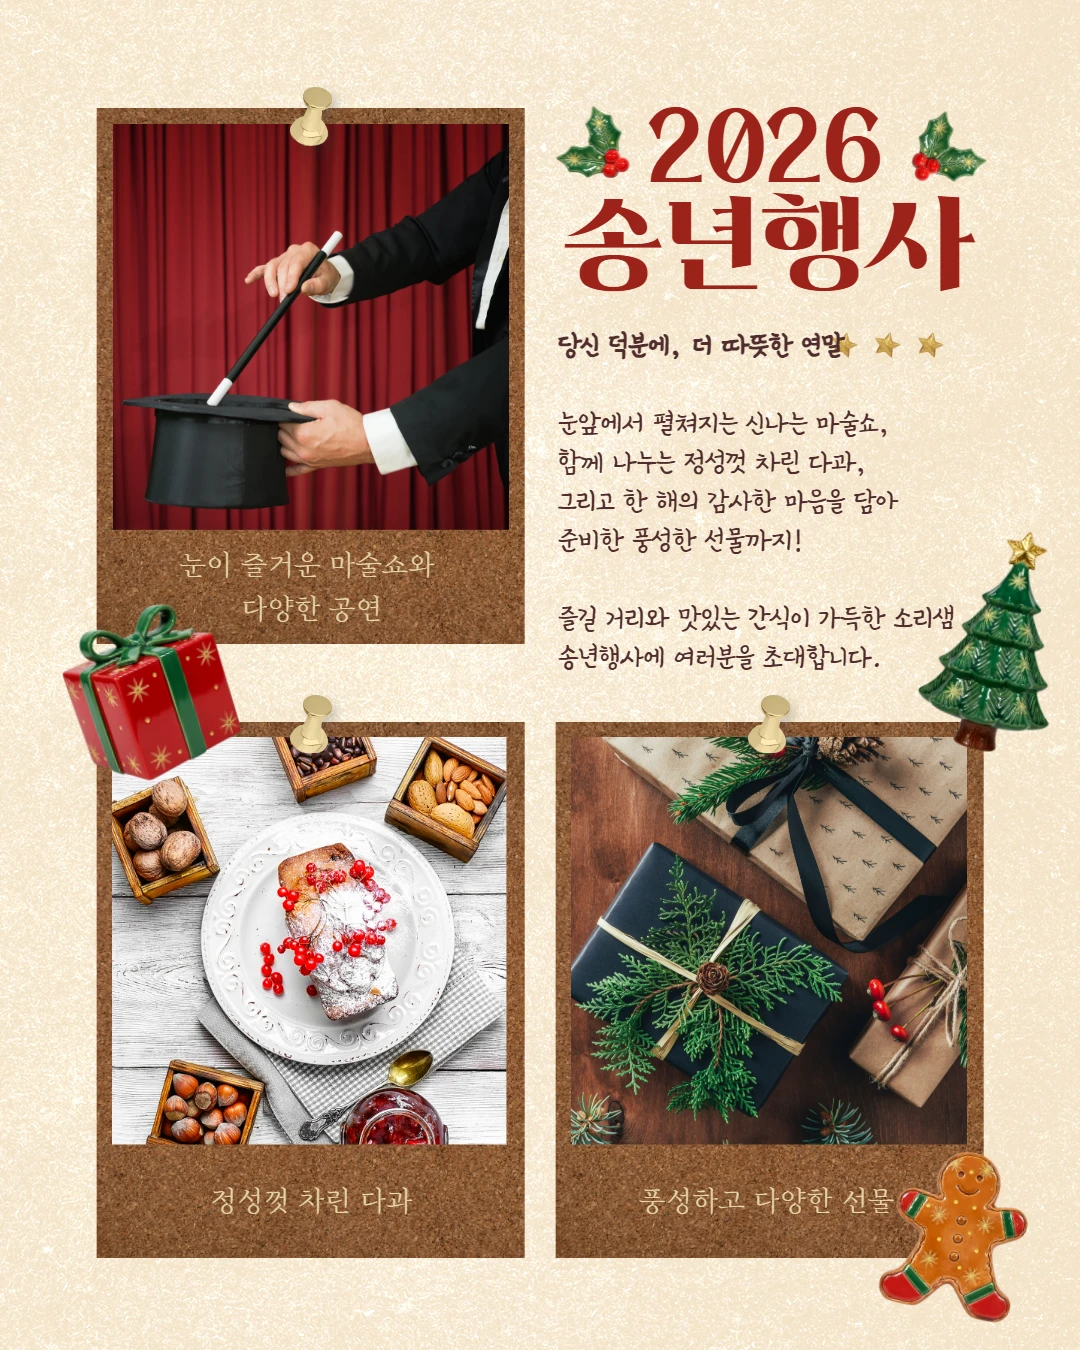 2026
송년행사
당신 덕분에, 더 따뜻한 연말
눈앞에서 펼쳐지는 신나는 마술쇼,
함께 나누는 정성껏 차린 다과,
그리고 한 해의 감사한 마음을 담아
준비한 풍성한 선물까지!
즐길 거리와 맛있는 간식이 가득한 소리샘
송년행사에 여러분을 초대합니다.
눈이 즐거운 마술쇼와
다양한 공연
정성껏 차린 다과
풍성하고 다양한 선물